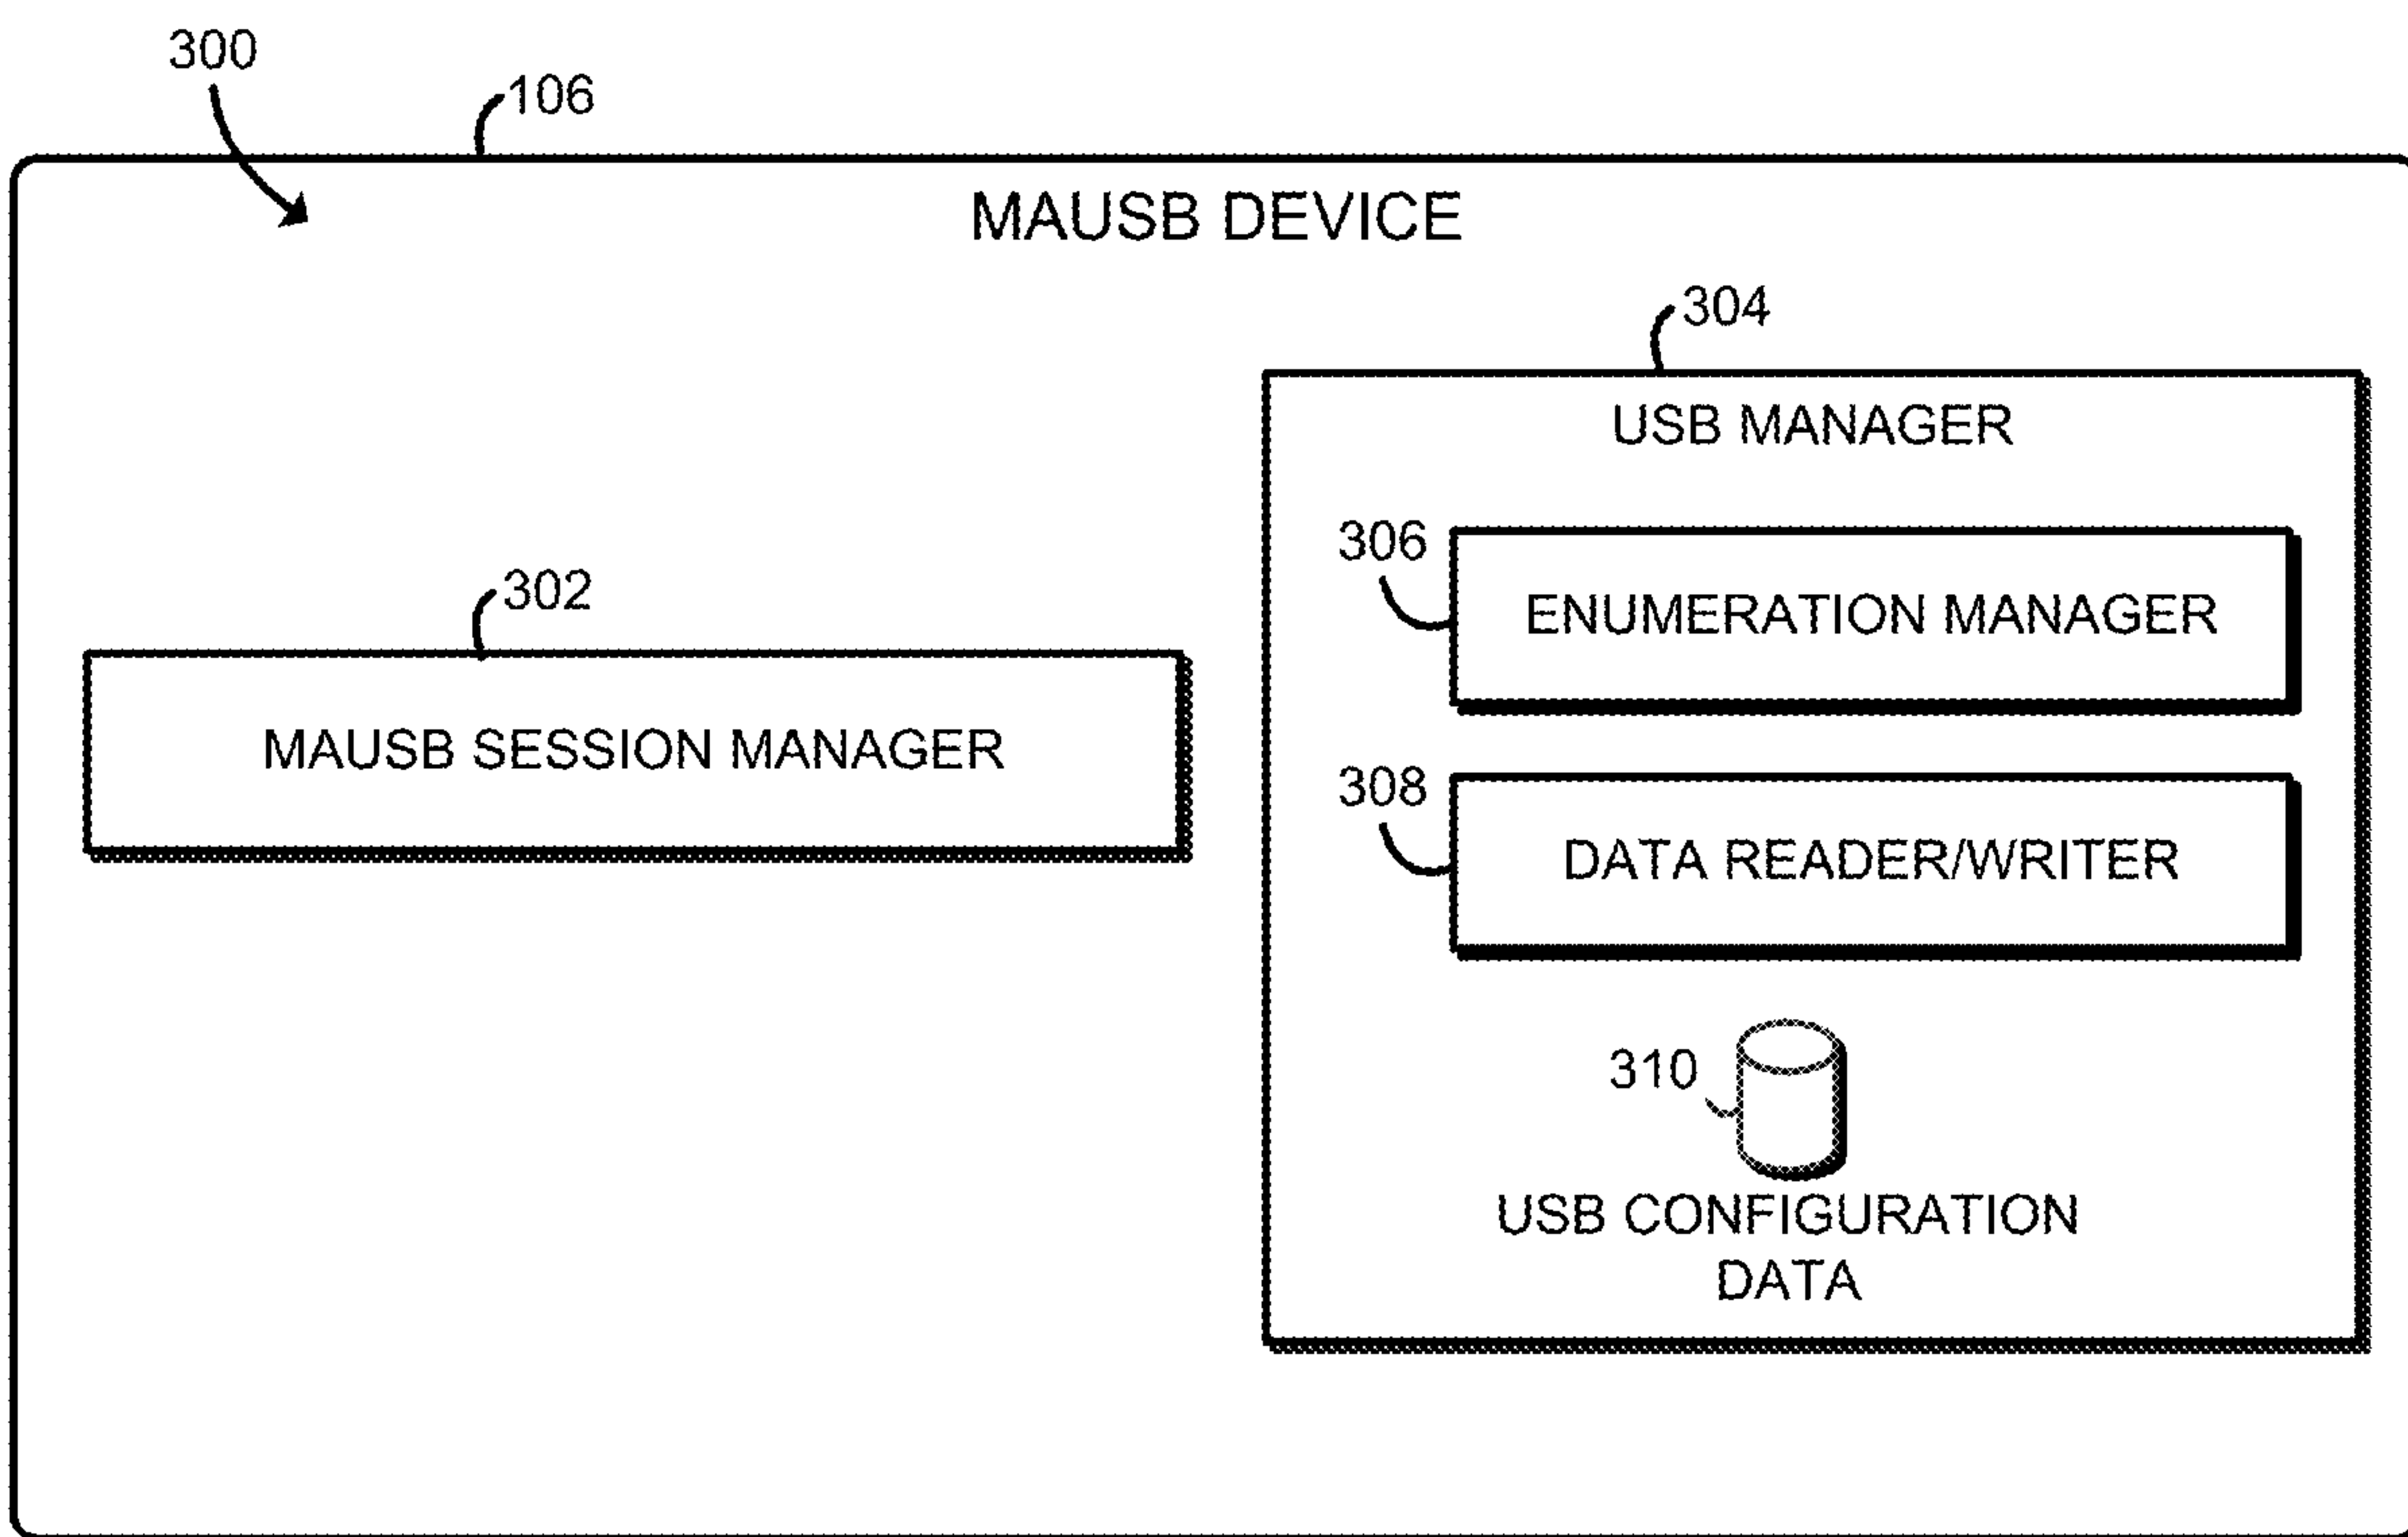 300
106
MAUSB DEVICE
304
USB MANAGER
306
ENUMERATION MANAGER
302
MAUSB SESSION MANAGER
308
DATA READER/WRITER
310
USB CONFIGURATION
DATA